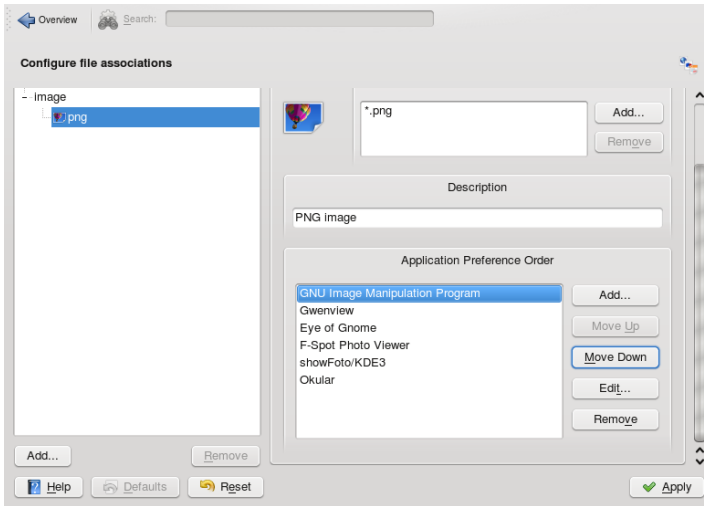 Overview
Search:
Configure file associations
image
png
*.png
Add...
Remove
Description
PNG image
Application Preference Order
GNU Image Manipulation Program
Gwenview
Eye of Gnome
F-Spot Photo Viewer
showFoto/KDE3
Okular
Add...
Move Up
Move Down
Edit...
Remove
Add...
Remove
Help
Defaults
Reset
Apply